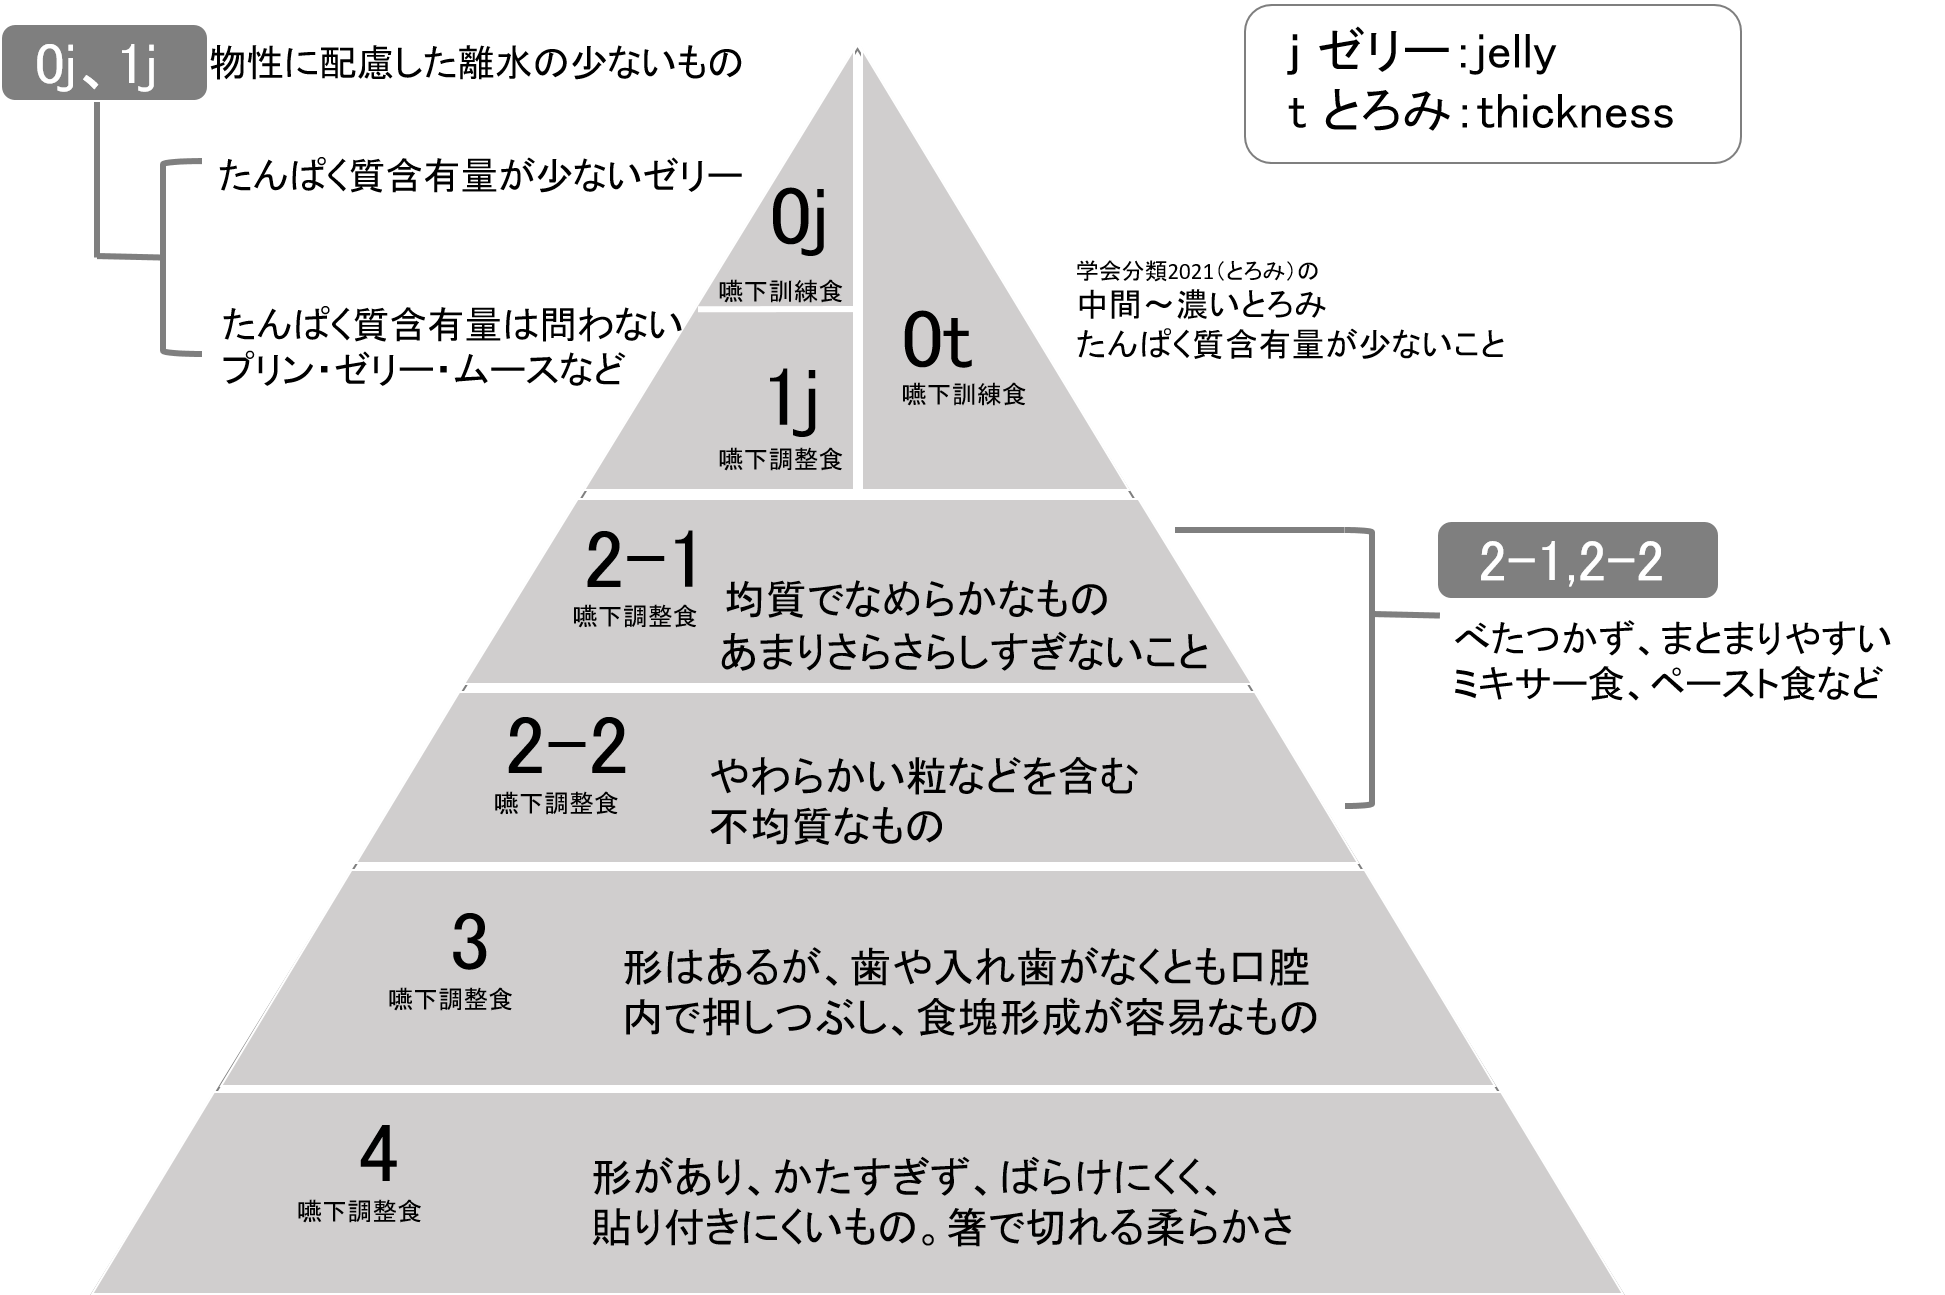 0j、1j 物性に配慮した離水の少ないもの
たんぱく質含有量が少ないゼリー
たんぱく質含有量は問わない
プリン・ゼリー・ムースなど
j ゼリー:jelly
t とろみ:thickness
0j
嚥下訓練食
1j
嚥下調整食
0t
嚥下訓練食
学会分類2021(とろみ)の
中間～濃いとろみ
たんぱく質含有量が少ないこと
2-1
嚥下調整食
均質でなめらかなもの
あまりさらさらしすぎないこと
2-1,2-2
べたつかず、まとまりやすい
ミキサー食、ペースト食など
2-2
嚥下調整食
やわらかい粒などを含む
不均質なもの
3
嚥下調整食
形はあるが、歯や入れ歯がなくとも口腔
内で押しつぶし、食塊形成が容易なもの
4
嚥下調整食
形があり、かたすぎず、ばらけにくく、
貼り付きにくいもの。箸で切れる柔らかさ